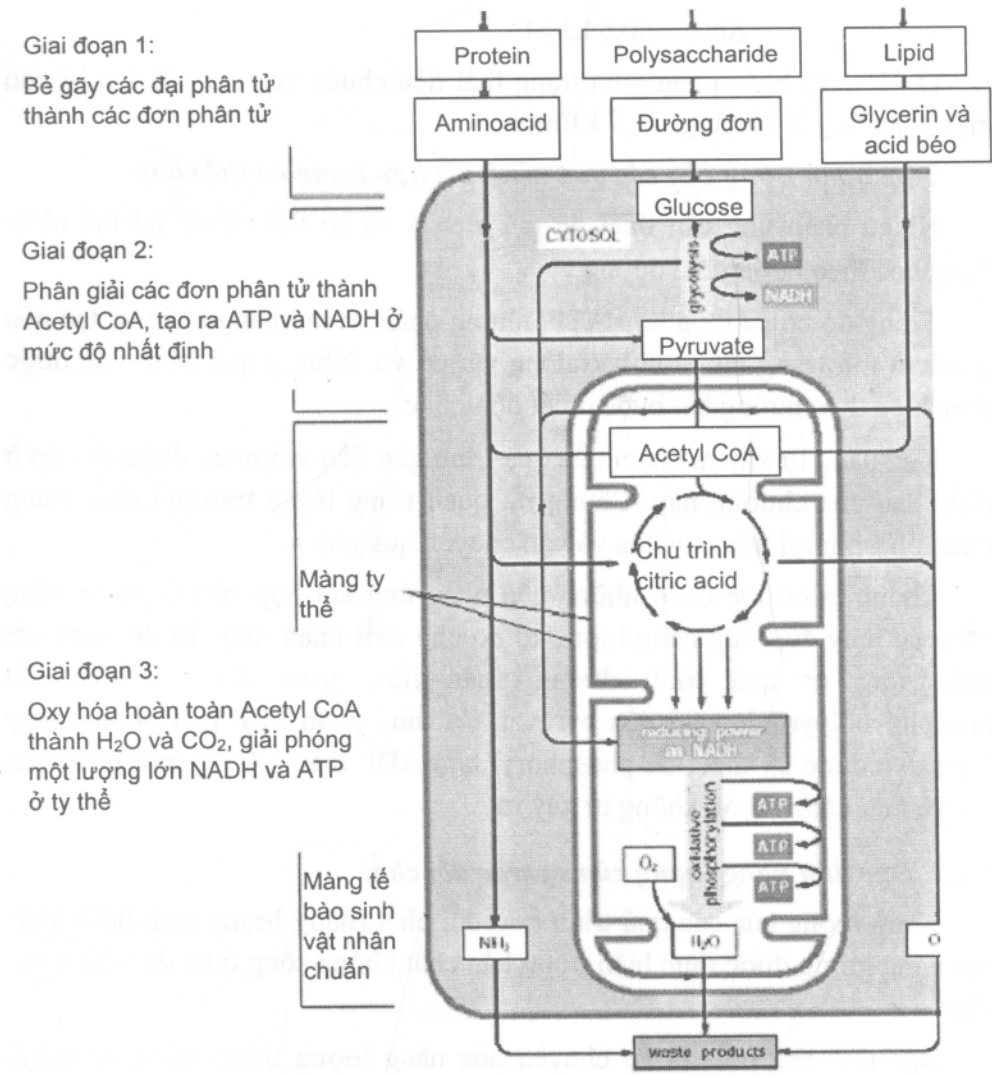 Giai đoạn 1:
Bẻ gãy các đại phân tử
thành các đơn phân tử
Protein
Polysaccharide
Lipid
Aminoacid
Đường đơn
Glycerin và
acid béo
Giai đoạn 2:
Phân giải các đơn phân tử thành
Acetyl CoA, tạo ra ATP và NADH ở
mức độ nhất định
Glucose
CYTOSOL
glycolysis
ATP
NADH
Pyruvate
Acetyl CoA
Chu trình
citric acid
Màng ty
thể
Giai đoạn 3:
Oxy hóa hoàn toàn Acetyl CoA
thành H₂O và CO₂, giải phóng
một lượng lớn NADH và ATP
ở ty thể
reducing power
as NADH
oxidative
phosphorylation
ATP
ATP
ATP
O₂
Màng tế
bào sinh
vật nhân
chuẩn
NH₃
H₂O
O
waste products